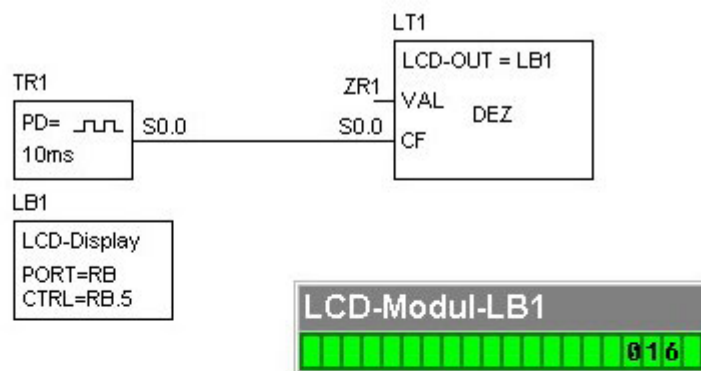 LT1
LCD-OUT = LB1
TR1
ZR1
VAL
DEZ
PD=
S0.0
S0.0
CF
10ms
LB1
LCD-Display
PORT=RB
CTRL=RB.5
LCD-Modul-LB1
016